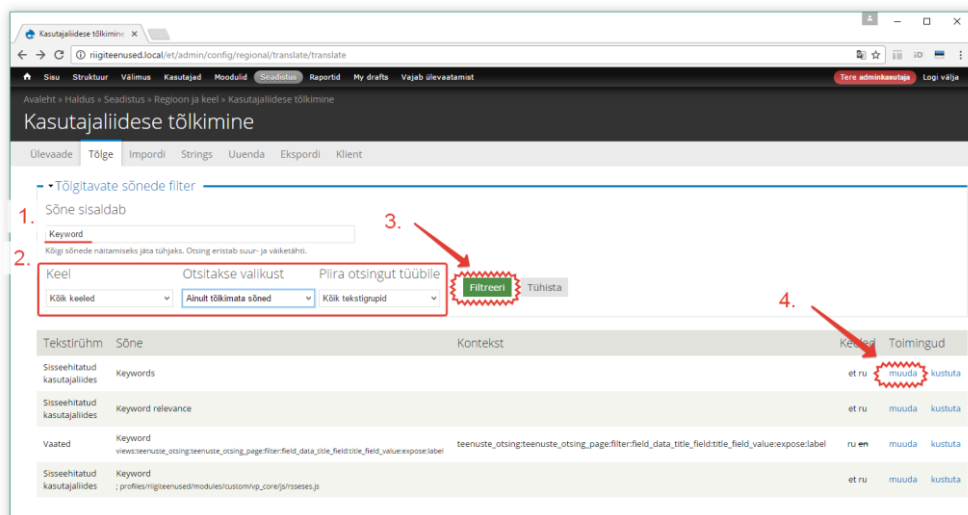 Kasutajaliidese tõlkimine
riigiteenused.local/et/admin/config/regional/translate/translate
Sisu Struktuur Välimus Kasutajad Moodulid Seadistus Raportid My drafts Vajab ülevaatamist Tere adminkasutaja Logi välja
Avaleht » Haldus » Seadistus » Regioon ja keel » Kasutajaliidese tõlkimine
Kasutajaliidese tõlkimine
Ülevaade Tõlge Impordi Strings Uuenda Ekspordi Klient
Tõlgitavate sõnede filter
Sõne sisaldab
1.
3.
Keyword
Kõigi sõnede näitamiseks jäta tühjaks. Otsing eristab suur- ja väiketähti.
2.
Keel Otsitakse valikust Piira otsingut tüübile
Filtreeri Tühista
Kõik keeled Ainult tõlkimata sõned Kõik tekstigrupid
4.
Tekstirühm Sõne Kontekst Keeled Toimingud
Sisseehitatud
kasutajaliides
Keywords et ru muuda kustuta
Sisseehitatud
kasutajaliides
Keyword relevance et ru muuda kustuta
Vaated
Keyword
views:teenuste_otsing:teenuste_otsing_page:filter:field_data_title_field:title_field_value:expose:label
teenuste_otsing:teenuste_otsing_page:filter:field_data_title_field:title_field_value:expose:label
ru en muuda kustuta
Sisseehitatud
kasutajaliides
Keyword
; profiles/riigiteenused/modules/custom/vp_core/js/rsseses.js
et ru muuda kustuta